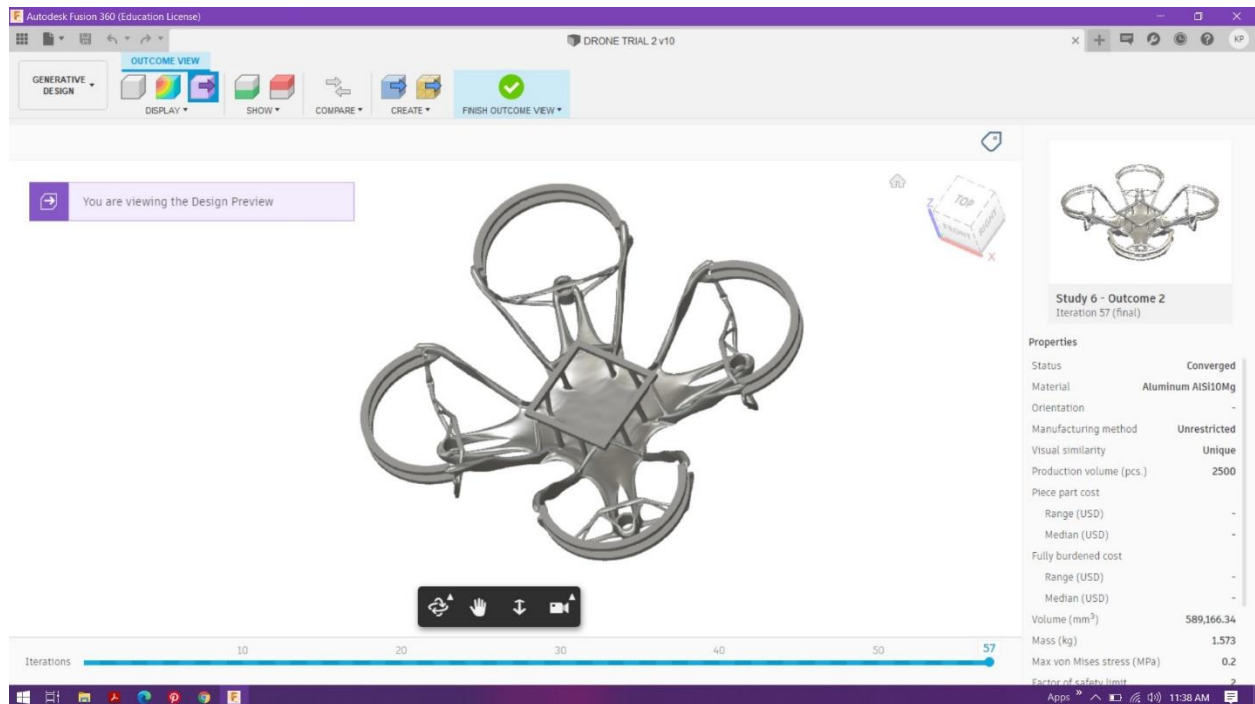 Autodesk Fusion 360 (Education License)
DRONE TRIAL 2 v10
KP
OUTCOME VIEW
GENERATIVE DESIGN
DISPLAY
SHOW
COMPARE
CREATE
FINISH OUTCOME VIEW
You are viewing the Design Preview
TOP
FRONT
RIGHT
Z
X
Study 6 - Outcome 2
Iteration 57 (final)
Properties
Status Converged
Material Aluminum AlSi10Mg
Orientation -
Manufacturing method Unrestricted
Visual similarity Unique
Production volume (pcs.) 2500
Piece part cost
Range (USD) -
Median (USD) -
Fully burdened cost
Range (USD) -
Median (USD) -
Volume (mm³) 589,166.34
Mass (kg) 1.573
Max von Mises stress (MPa) 0.2
Factor of safety limit 2
Iterations 10 20 30 40 50 57
Apps » 11:38 AM